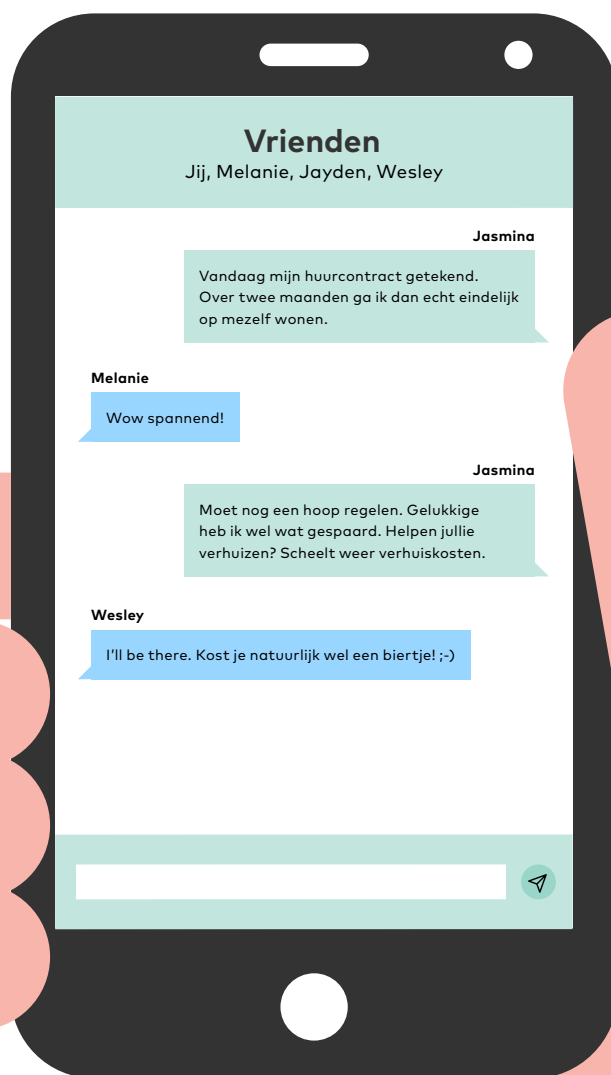 Vrienden
Jij, Melanie, Jayden, Wesley
Jasmina
Vandaag mijn huurcontract getekend.
Over twee maanden ga ik dan echt eindelijk
op mezelf wonen.
Melanie
Wow spannend!
Jasmina
Moet nog een hoop regelen. Gelukkige
heb ik wel wat gespaard. Helpen jullie
verhuizen? Scheelt weer verhuiskosten.
Wesley
I'll be there. Kost je natuurlijk wel een biertje! ;-)